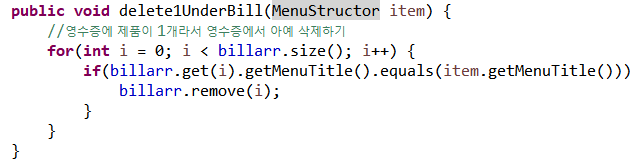 public void delete1UnderBill(MenuStructor item) {
//영수증에 제품이 1개라서 영수증에서 아예 삭제하기
for(int i = 0; i < billarr.size(); i++) {
if(billarr.get(i).getMenuTitle().equals(item.getMenuTitle()))
billarr.remove(i);
}
}
}